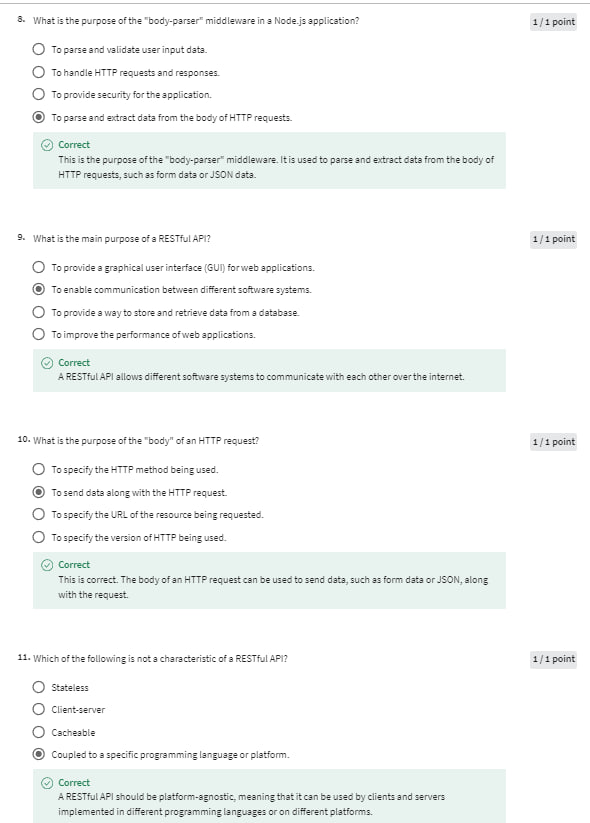 8. What is the purpose of the "body-parser" middleware in a Node.js application? 1 / 1 point
To parse and validate user input data.
To handle HTTP requests and responses.
To provide security for the application.
To parse and extract data from the body of HTTP requests.
Correct
This is the purpose of the "body-parser" middleware. It is used to parse and extract data from the body of
HTTP requests, such as form data or JSON data.
9. What is the main purpose of a RESTful API? 1 / 1 point
To provide a graphical user interface (GUI) for web applications.
To enable communication between different software systems.
To provide a way to store and retrieve data from a database.
To improve the performance of web applications.
Correct
A RESTful API allows different software systems to communicate with each other over the internet.
10. What is the purpose of the "body" of an HTTP request? 1 / 1 point
To specify the HTTP method being used.
To send data along with the HTTP request.
To specify the URL of the resource being requested.
To specify the version of HTTP being used.
Correct
This is correct. The body of an HTTP request can be used to send data, such as form data or JSON, along
with the request.
11. Which of the following is not a characteristic of a RESTful API? 1 / 1 point
Stateless
Client-server
Cacheable
Coupled to a specific programming language or platform.
Correct
A RESTful API should be platform-agnostic, meaning that it can be used by clients and servers
implemented in different programming languages or on different platforms.